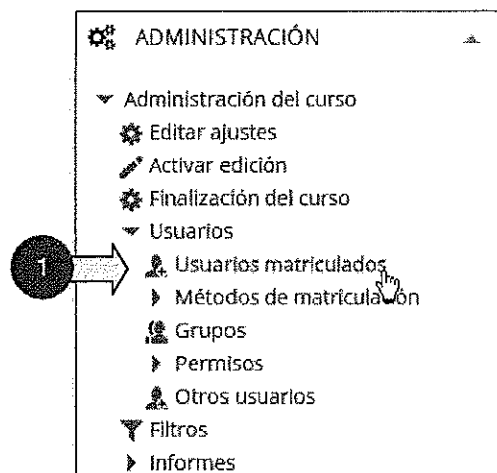 ADMINISTRACIÓN
Administración del curso
Editar ajustes
Activar edición
Finalización del curso
Usuarios
1
Usuarios matriculados
Métodos de matriculación
Grupos
Permisos
Otros usuarios
Filtros
Informes